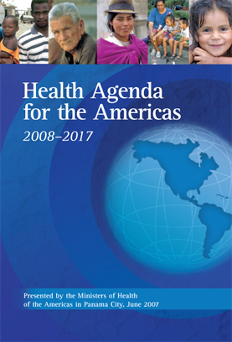 Health Agenda
for the Americas
2008–2017
Presented by the Ministers of Health
of the Americas in Panama City, June 2007